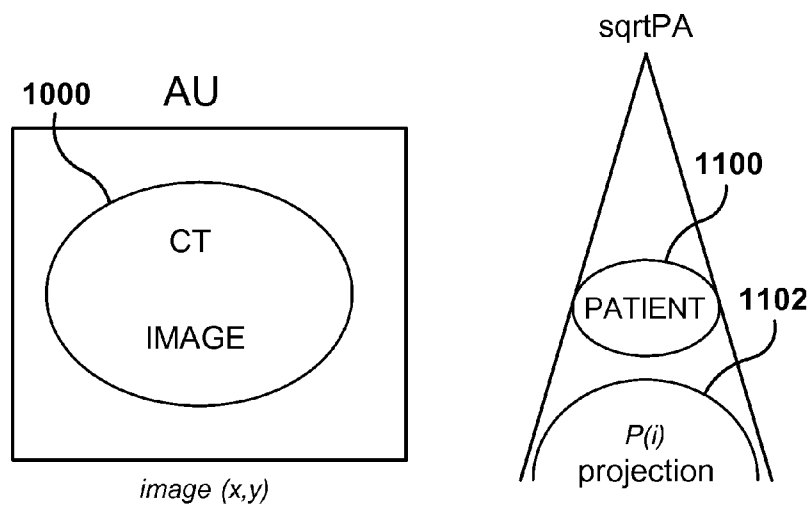 1000
AU
CT
IMAGE
image (x,y)
sqrtPA
1100
PATIENT
1102
P(i)
projection